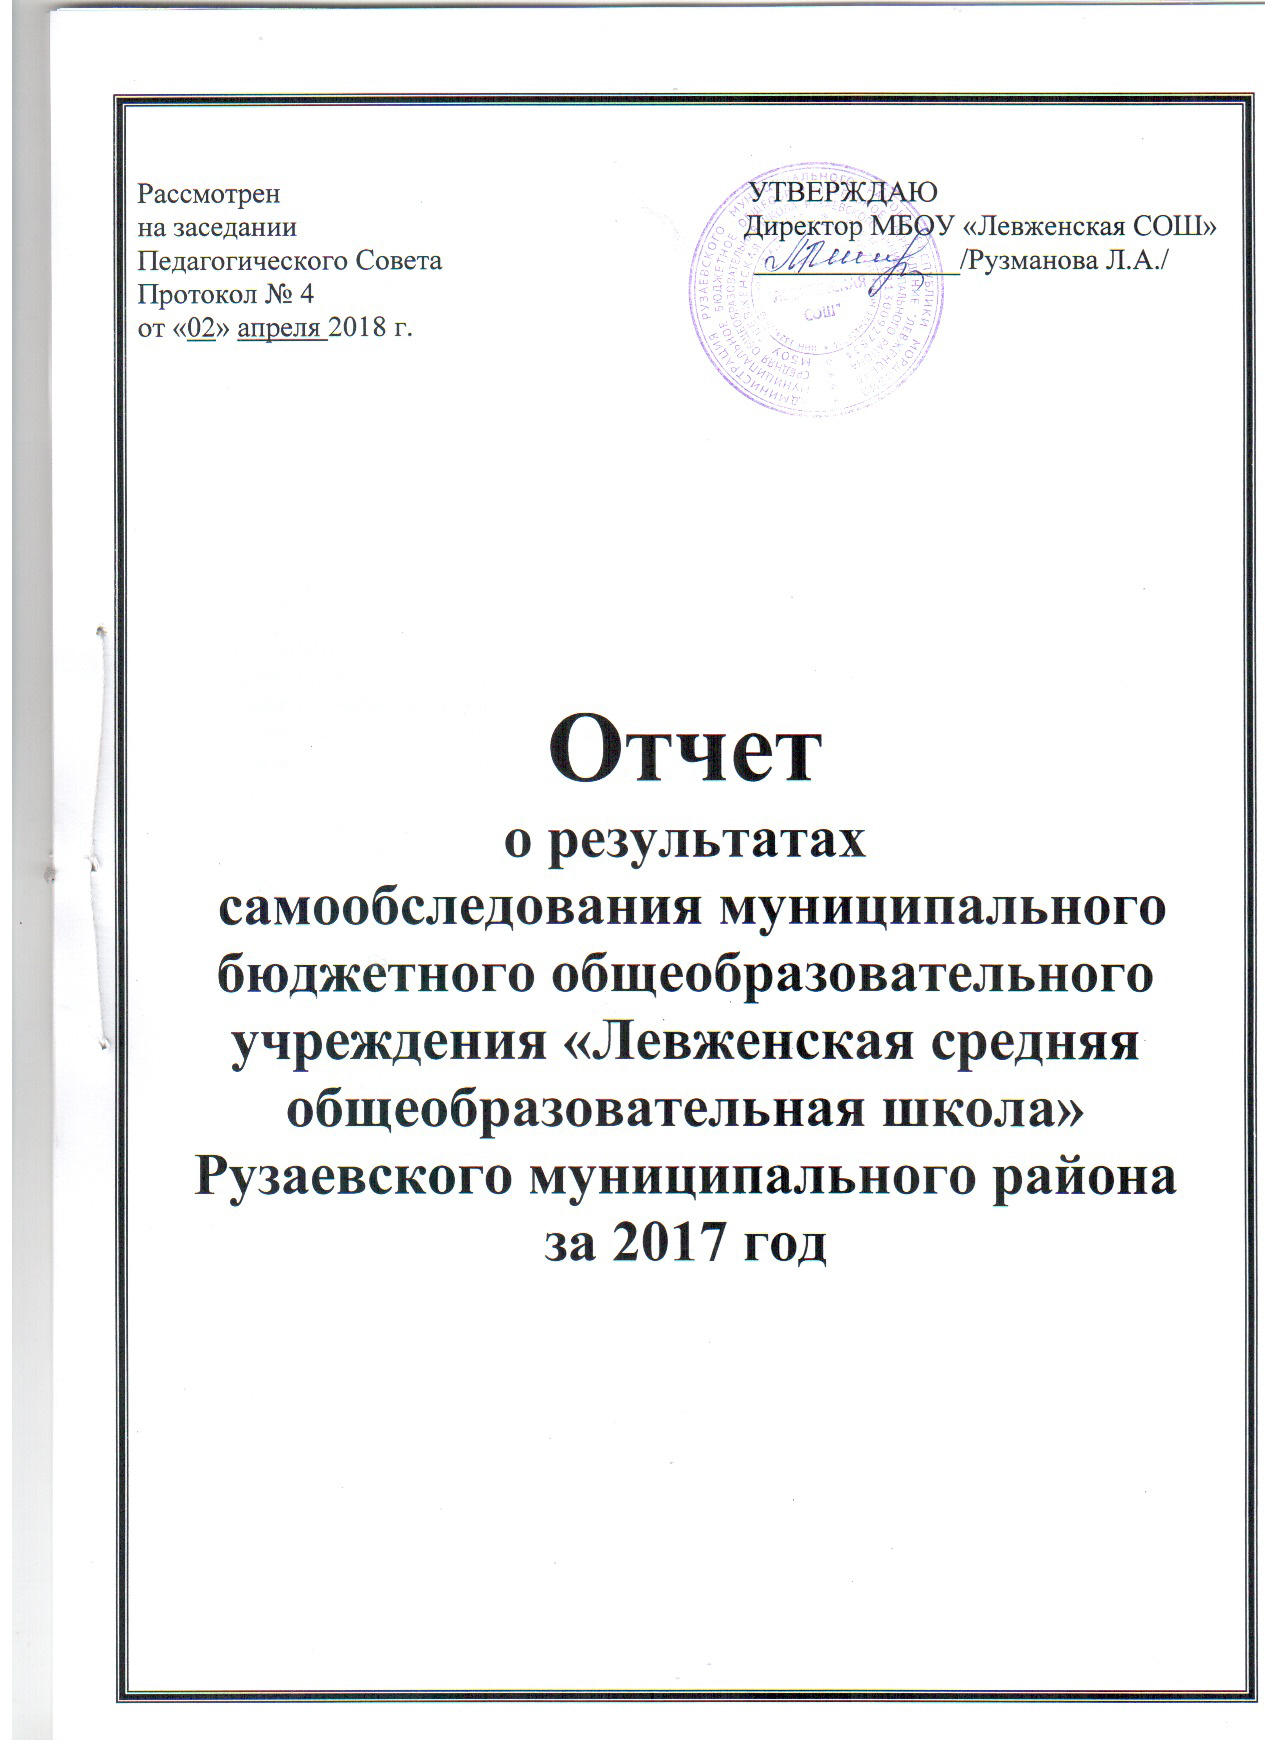 Рассмотрен
на заседании
Педагогического Совета
Протокол № 4
от «02» апреля 2018 г.
УТВЕРЖДАЮ
Директор МБОУ «Левженская СОШ»
/Рузманова Л.А./
СОШ"
Отчет
о результатах
самообследования муниципального
бюджетного общеобразовательного
учреждения «Левженская средняя
общеобразовательная школа»
Рузаевского муниципального района
за 2017 год